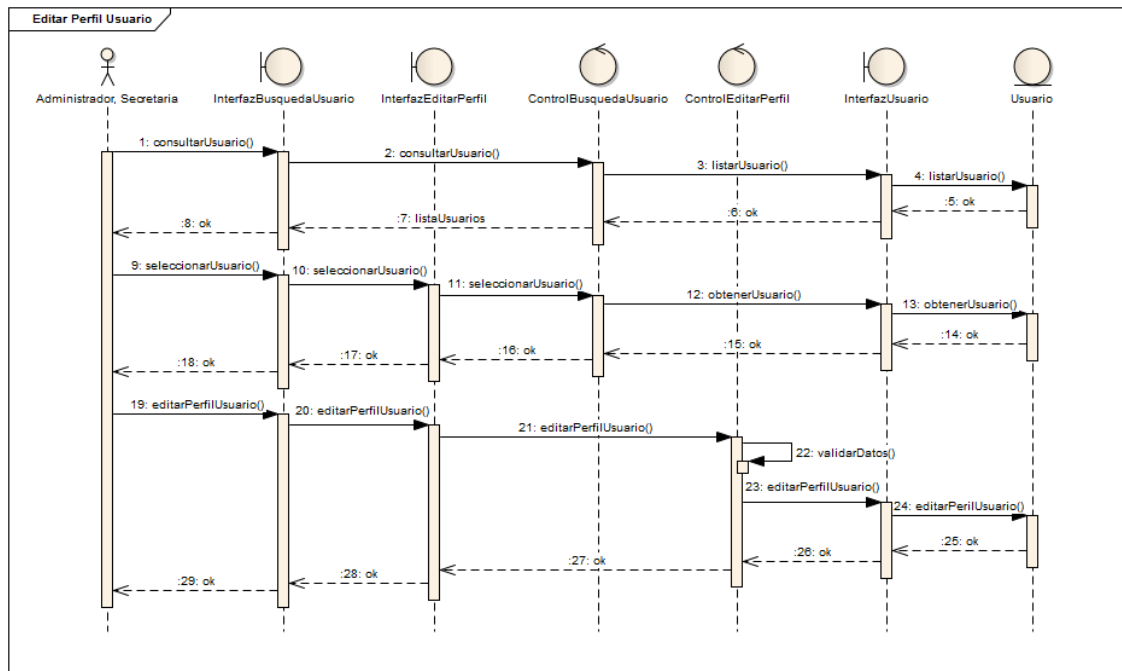 Editar Perfil Usuario
Administrador, Secretaria
InterfazBusquedaUsuario
InterfazEditarPerfil
ControlBusquedaUsuario
ControlEditarPerfil
InterfazUsuario
Usuario
1: consultarUsuario()
2: consultarUsuario()
3: listarUsuario()
4: listarUsuario()
:5: ok
:6: ok
:7: listaUsuarios
:8: ok
9: seleccionarUsuario()
10: seleccionarUsuario()
11: seleccionarUsuario()
12: obtenerUsuario()
13: obtenerUsuario()
:14: ok
:15: ok
:16: ok
:17: ok
:18: ok
19: editarPerfilUsuario()
20: editarPerfilUsuario()
21: editarPerfilUsuario()
22: validarDatos()
23: editarPerfilUsuario()
24: editarPerilUsuario()
:25: ok
:26: ok
:27: ok
:28: ok
:29: ok